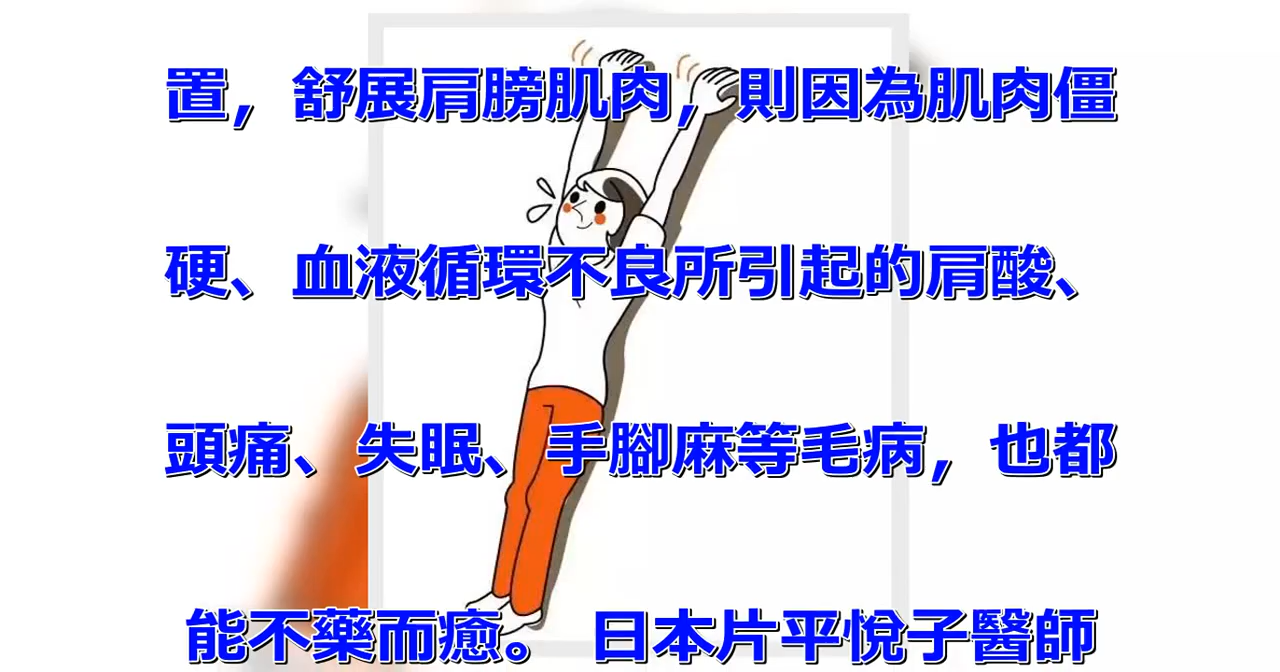 置，舒展肩膀肌肉，則因為肌肉僵
硬、血液循環不良所引起的肩酸、
頭痛、失眠、手腳麻等毛病，也都
能不藥而癒。 日本片平悅子醫師